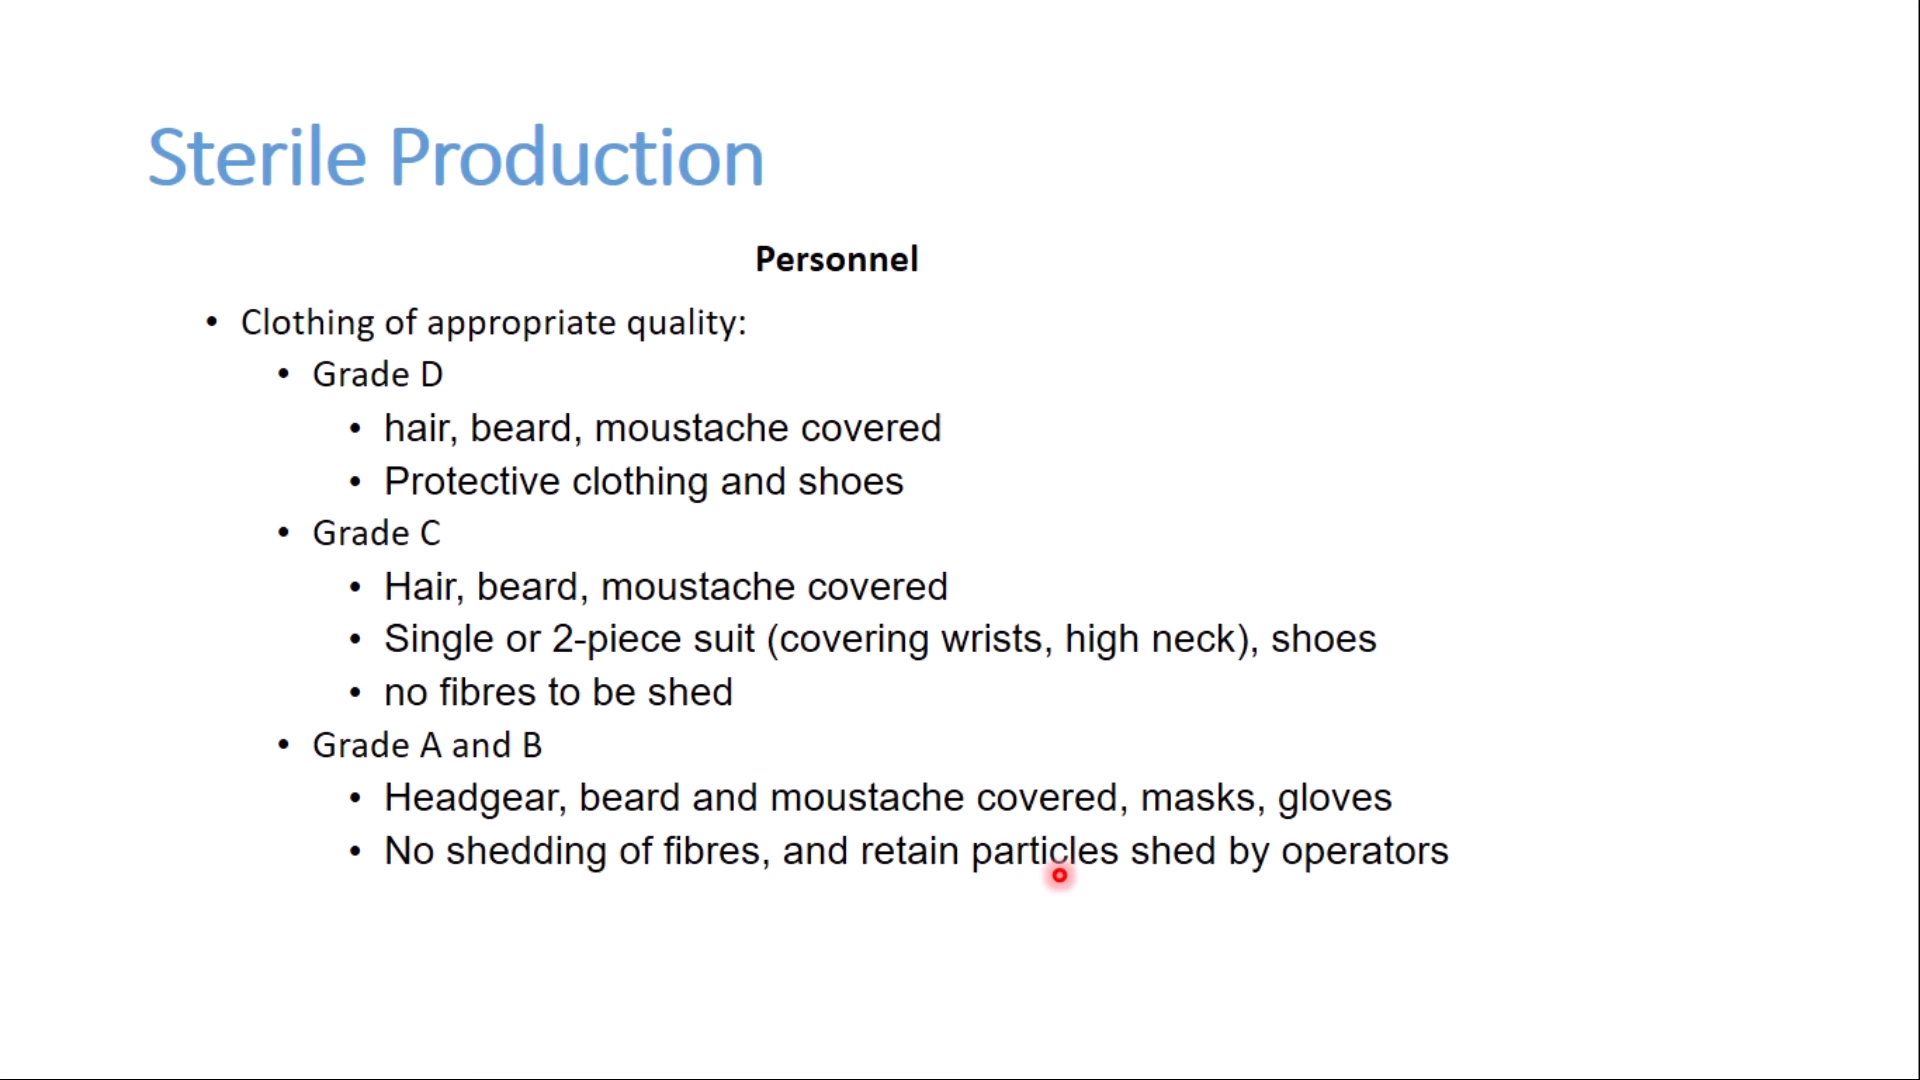 Sterile Production
Personnel
• Clothing of appropriate quality:
• Grade D
• hair, beard, moustache covered
• Protective clothing and shoes
• Grade C
• Hair, beard, moustache covered
• Single or 2-piece suit (covering wrists, high neck), shoes
• no fibres to be shed
• Grade A and B
• Headgear, beard and moustache covered, masks, gloves
• No shedding of fibres, and retain particles shed by operators